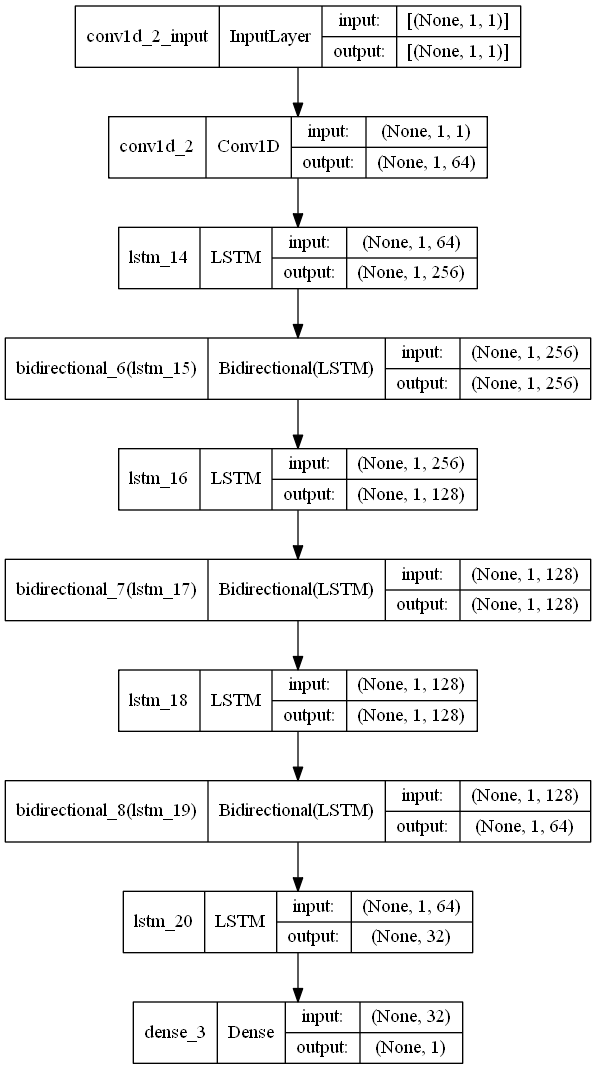 conv1d_2_input InputLayer input: [(None, 1, 1)]
output: [(None, 1, 1)]
conv1d_2 Conv1D input: (None, 1, 1)
output: (None, 1, 64)
lstm_14 LSTM input: (None, 1, 64)
output: (None, 1, 256)
bidirectional_6(lstm_15) Bidirectional(LSTM) input: (None, 1, 256)
output: (None, 1, 256)
lstm_16 LSTM input: (None, 1, 256)
output: (None, 1, 128)
bidirectional_7(lstm_17) Bidirectional(LSTM) input: (None, 1, 128)
output: (None, 1, 128)
lstm_18 LSTM input: (None, 1, 128)
output: (None, 1, 128)
bidirectional_8(lstm_19) Bidirectional(LSTM) input: (None, 1, 128)
output: (None, 1, 64)
lstm_20 LSTM input: (None, 1, 64)
output: (None, 32)
dense_3 Dense input: (None, 32)
output: (None, 1)